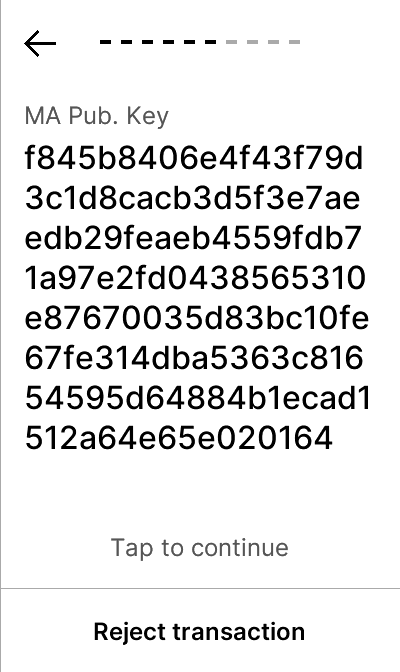 MA Pub. Key
f845b8406e4f43f79d
3c1d8cacb3d5f3e7ae
edb29feaeb4559fdb7
1a97e2fd0438565310
e87670035d83bc10fe
67fe314dba5363c816
54595d64884b1ecad1
512a64e65e020164
Tap to continue
Reject transaction